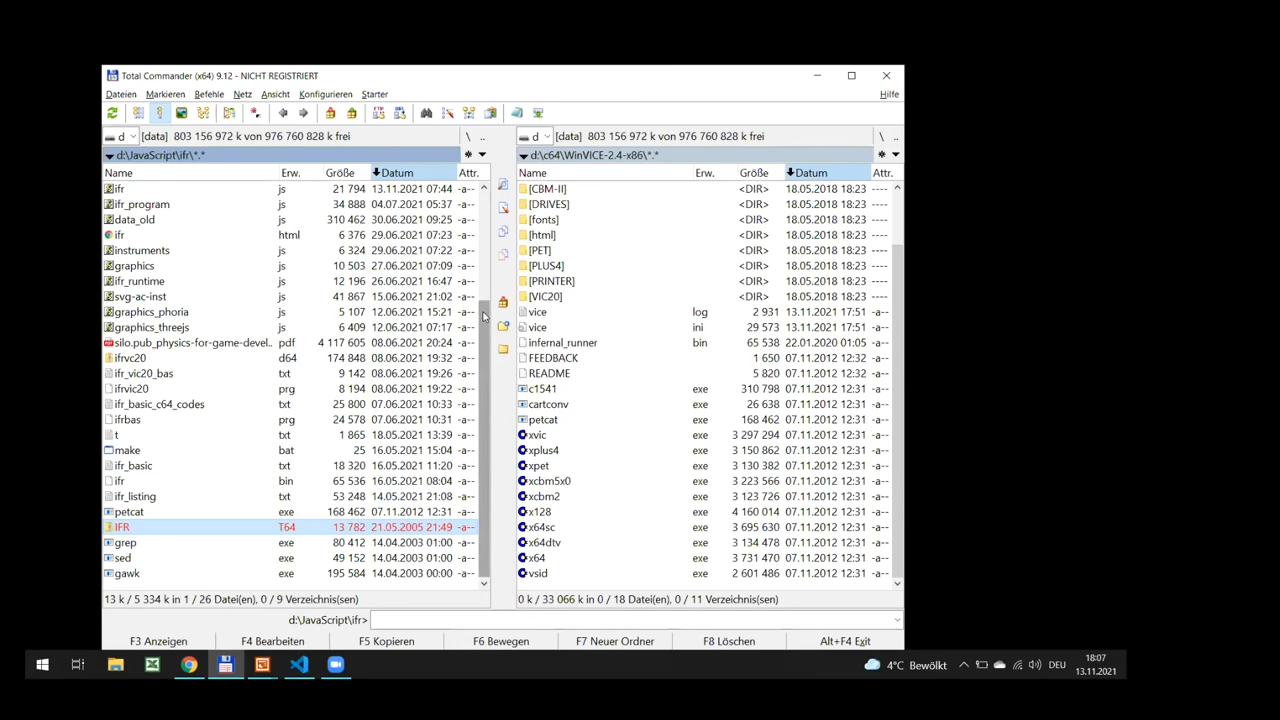 Total Commander (x64) 9.12 - NICHT REGISTRIERT
Dateien Markieren Befehle Netz Ansicht Konfigurieren Starter Hilfe
d [data] 803 156 972 k von 976 760 828 k frei \ ..
d:\JavaScript\ifr\*.* * 
Name Erw. Größe Datum Attr.
ifr js 21 794 13.11.2021 07:44 -a--
ifr_program js 34 888 04.07.2021 05:37 -a--
data_old js 310 462 30.06.2021 09:25 -a--
ifr html 6 376 29.06.2021 07:23 -a--
instruments js 6 324 29.06.2021 07:22 -a--
graphics js 10 503 27.06.2021 07:09 -a--
ifr_runtime js 12 196 26.06.2021 16:47 -a--
svg-ac-inst js 41 867 15.06.2021 21:02 -a--
graphics_phoria js 5 107 12.06.2021 15:21 -a--
graphics_threejs js 6 409 12.06.2021 07:17 -a--
silo.pub_physics-for-game-devel.. pdf 4 117 605 08.06.2021 20:24 -a--
ifrvc20 d64 174 848 08.06.2021 19:32 -a--
ifr_vic20_bas txt 9 142 08.06.2021 19:26 -a--
ifrvic20 prg 8 194 08.06.2021 19:22 -a--
ifr_basic_c64_codes txt 25 800 07.06.2021 10:33 -a--
ifrbas prg 24 578 07.06.2021 10:31 -a--
t txt 1 865 18.05.2021 13:39 -a--
make bat 25 16.05.2021 15:04 -a--
ifr_basic txt 18 320 16.05.2021 11:20 -a--
ifr bin 65 536 16.05.2021 08:04 -a--
ifr_listing txt 53 248 14.05.2021 21:08 -a--
petcat exe 168 462 07.11.2012 12:31 -a--
IFR T64 13 782 21.05.2005 21:49 -a--
grep exe 80 412 14.04.2003 01:00 -a--
sed exe 49 152 14.04.2003 01:00 -a--
gawk exe 195 584 14.04.2003 00:00 -a--
13 k / 5 334 k in 1 / 26 Datei(en), 0 / 9 Verzeichnis(sen)
d [data] 803 156 972 k von 976 760 828 k frei \ ..
d:\c64\WinVICE-2.4-x86\*.* *
Name Erw. Größe Datum Attr.
[CBM-II] <DIR> 18.05.2018 18:23 ----
[DRIVES] <DIR> 18.05.2018 18:23 ----
[fonts] <DIR> 18.05.2018 18:23 ----
[html] <DIR> 18.05.2018 18:23 ----
[PET] <DIR> 18.05.2018 18:23 ----
[PLUS4] <DIR> 18.05.2018 18:23 ----
[PRINTER] <DIR> 18.05.2018 18:23 ----
[VIC20] <DIR> 18.05.2018 18:23 ----
vice log 2 931 13.11.2021 17:51 -a--
vice ini 29 573 13.11.2021 17:51 -a--
infernal_runner bin 65 538 22.01.2020 01:05 -a--
FEEDBACK 1 650 07.11.2012 12:32 -a--
README 5 820 07.11.2012 12:32 -a--
c1541 exe 310 798 07.11.2012 12:31 -a--
cartconv exe 26 638 07.11.2012 12:31 -a--
petcat exe 168 462 07.11.2012 12:31 -a--
xvic exe 3 297 294 07.11.2012 12:31 -a--
xplus4 exe 3 150 862 07.11.2012 12:31 -a--
xpet exe 3 130 382 07.11.2012 12:31 -a--
xcbm5x0 exe 3 223 566 07.11.2012 12:31 -a--
xcbm2 exe 3 123 726 07.11.2012 12:31 -a--
x128 exe 4 160 014 07.11.2012 12:31 -a--
x64sc exe 3 695 630 07.11.2012 12:31 -a--
x64dtv exe 3 134 478 07.11.2012 12:31 -a--
x64 exe 3 731 470 07.11.2012 12:31 -a--
vsid exe 2 601 486 07.11.2012 12:31 -a--
0 k / 33 066 k in 0 / 18 Datei(en), 0 / 11 Verzeichnis(sen)
d:\JavaScript\ifr>
F3 Anzeigen F4 Bearbeiten F5 Kopieren F6 Bewegen F7 Neuer Ordner F8 Löschen Alt+F4 Exit
4°C Bewölkt DEU 18:07
13.11.2021